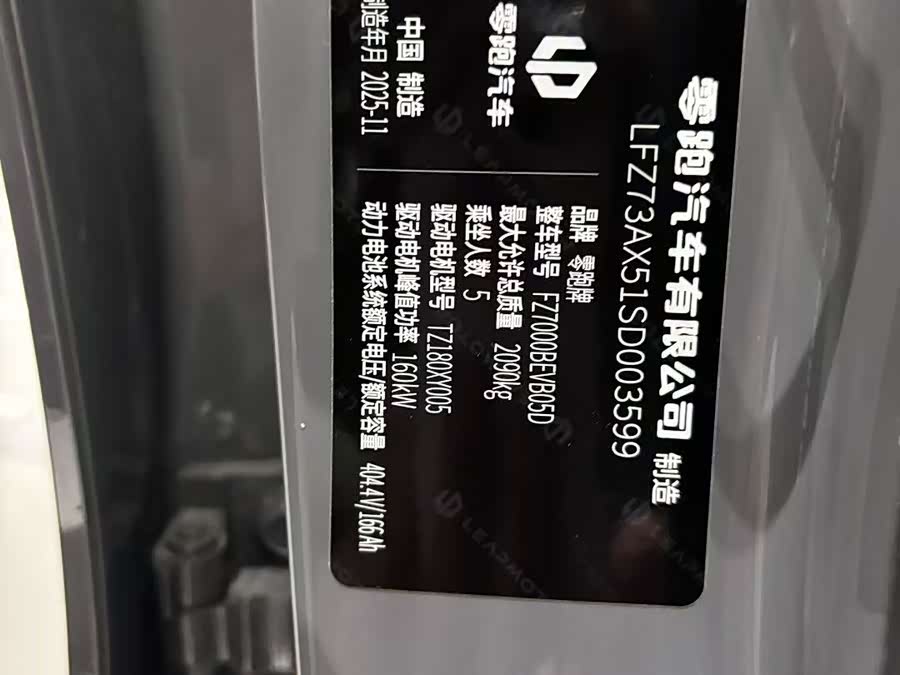 零跑汽车有限公司 制造
LFZ73AX51SD003599
零跑汽车
中国 制造
制造年月 2025-11
品牌 零跑牌
整车型号 FZ7000BEVB05D
最大允许总质量 2090kg
乘坐人数 5
驱动电机型号 TZ180XY005
驱动电机峰值功率 160kW
动力电池系统额定电压/额定容量 404.4V/166Ah